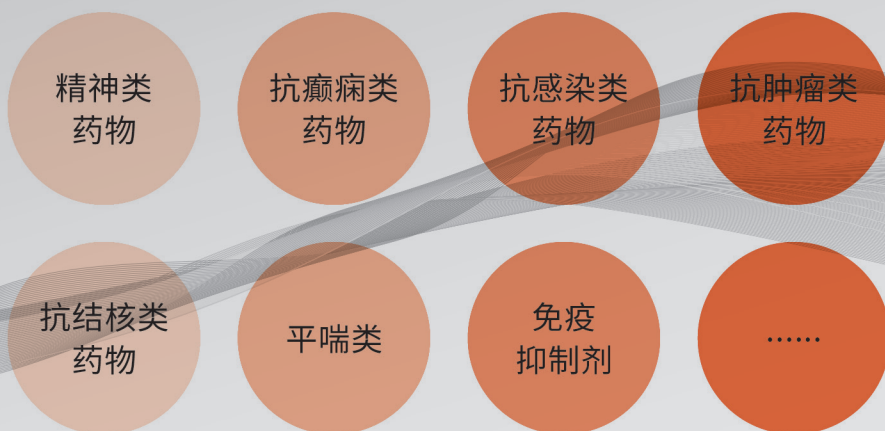 精神类
药物
抗癫痫类
药物
抗感染类
药物
抗肿瘤类
药物
抗结核类
药物
平喘类
免疫
抑制剂
......